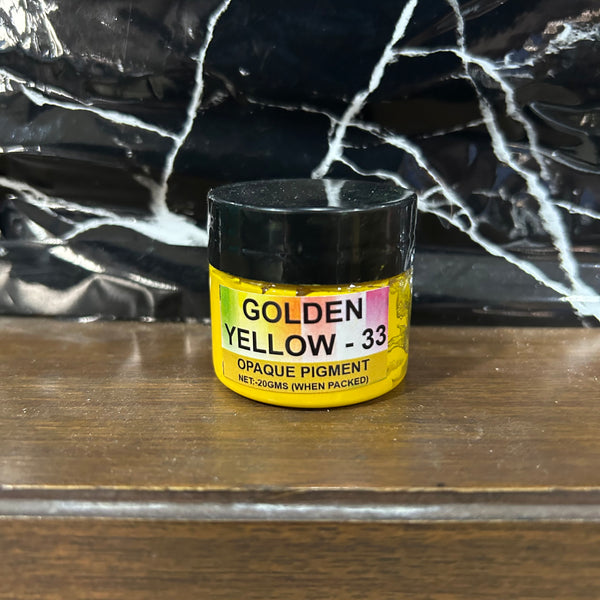 GOLDEN
YELLOW - 33
OPAQUE PIGMENT
NET:-20GMS (WHEN PACKED)